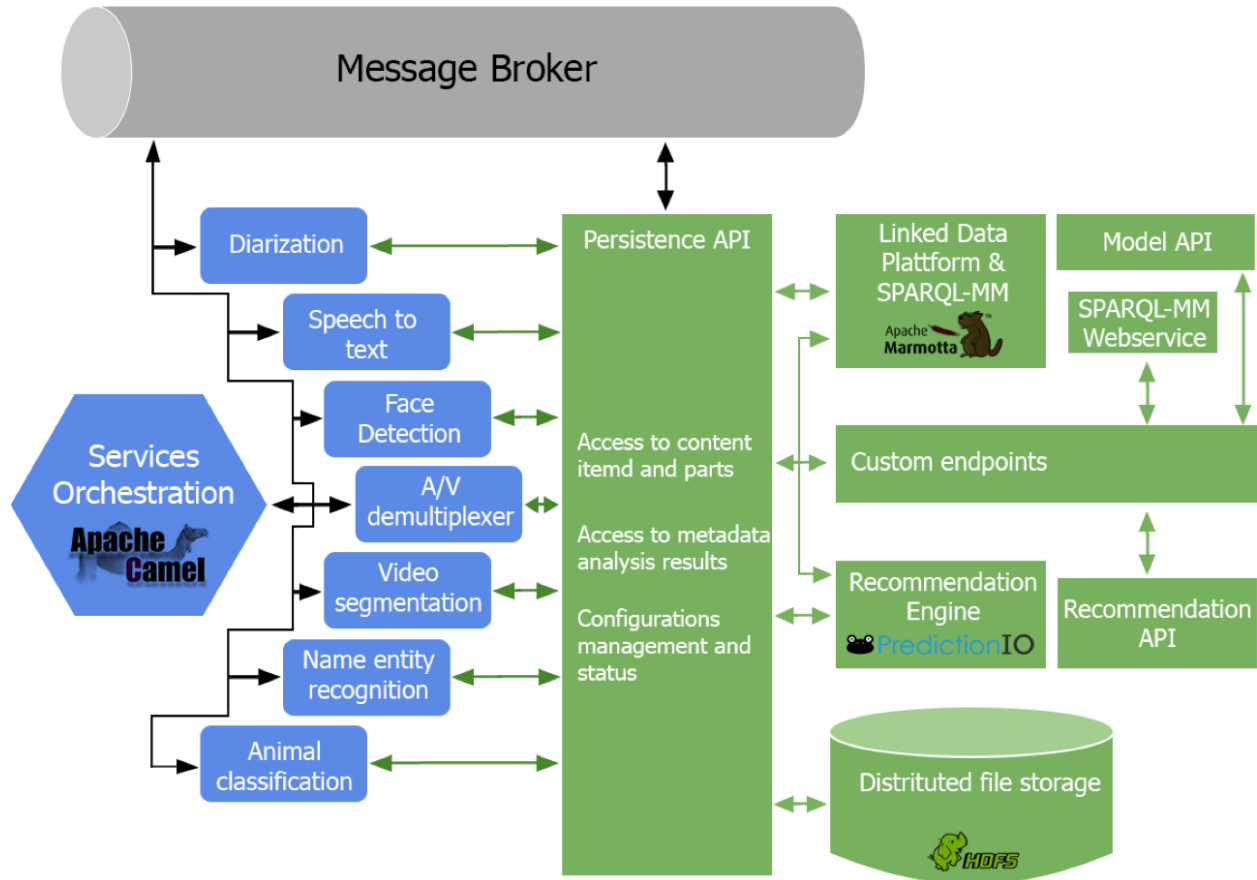 Message Broker
Diarization
Speech to
text
Face
Detection
Services
Orchestration
Apache
Camel
A/V
demultiplexer
Video
segmentation
Name entity
recognition
Animal
classification
Persistence API
Access to content
itemd and parts
Access to metadata
analysis results
Configurations
management and
status
Linked Data
Plattform &
SPARQL-MM
Apache
Marmotta™
Model API
SPARQL-MM
Webservice
Custom endpoints
Recommendation
Engine
PredictionIO
Recommendation
API
Distrituted file storage
HDFS